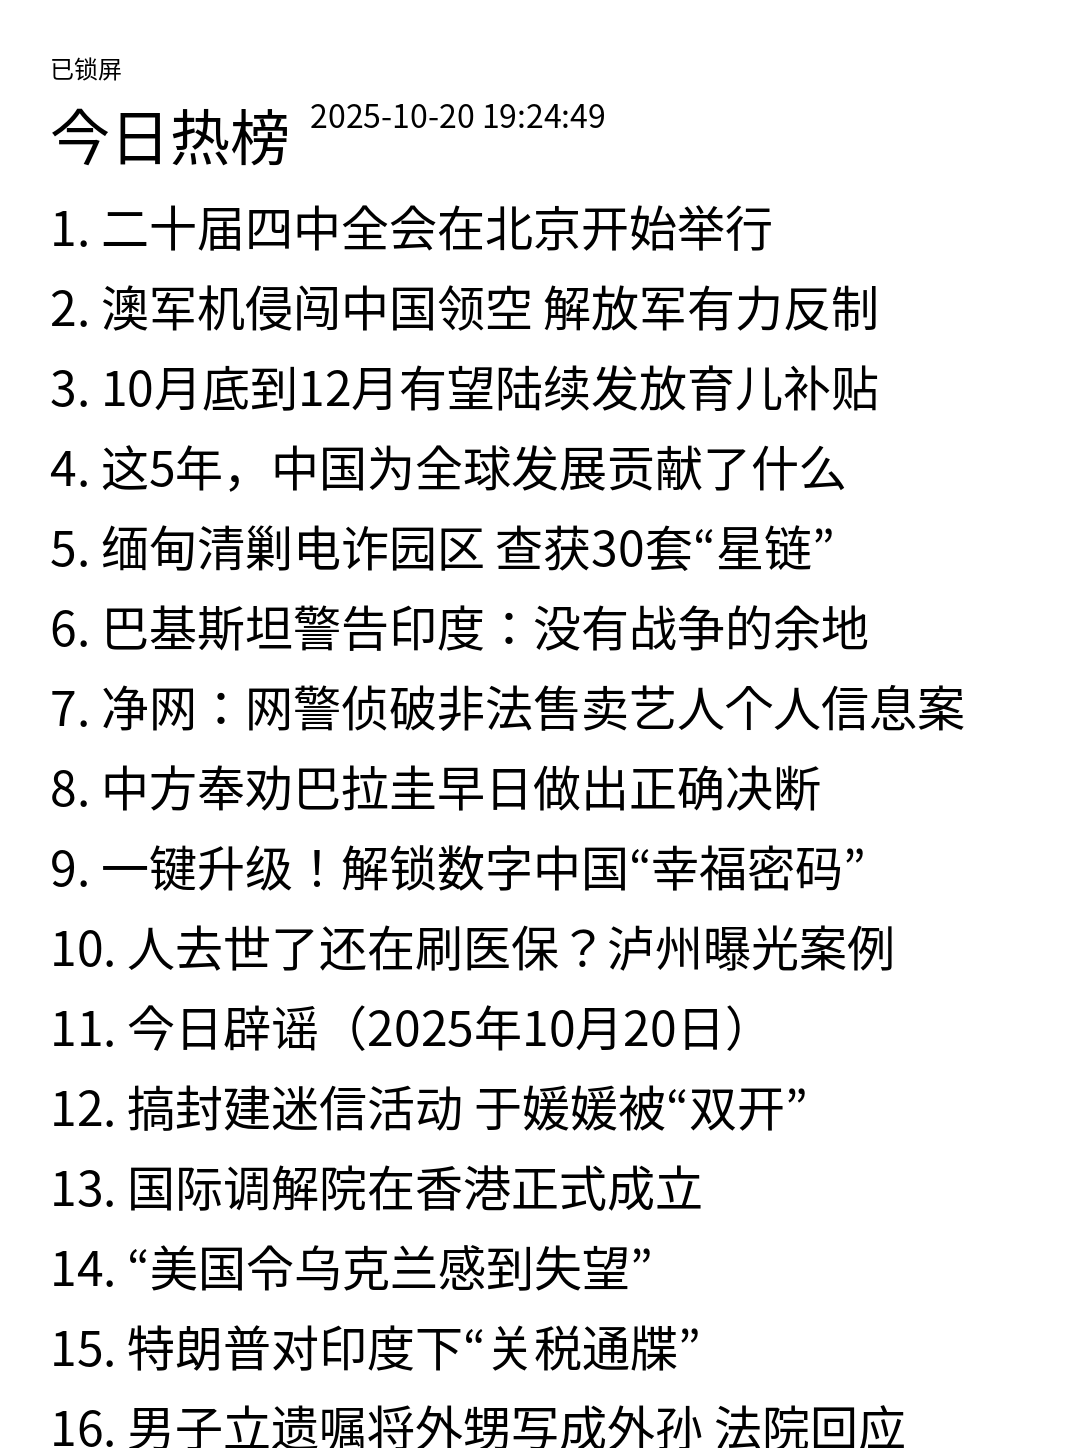 已锁屏
今日热榜 2025-10-20 19:24:49
1. 二十届四中全会在北京开始举行
2. 澳军机侵闯中国领空 解放军有力反制
3. 10月底到12月有望陆续发放育儿补贴
4. 这5年，中国为全球发展贡献了什么
5. 缅甸清剿电诈园区 查获30套“星链”
6. 巴基斯坦警告印度：没有战争的余地
7. 净网：网警侦破非法售卖艺人个人信息案
8. 中方奉劝巴拉圭早日做出正确决断
9. 一键升级！解锁数字中国“幸福密码”
10. 人去世了还在刷医保？泸州曝光案例
11. 今日辟谣（2025年10月20日）
12. 搞封建迷信活动 于媛媛被“双开”
13. 国际调解院在香港正式成立
14. “美国令乌克兰感到失望”
15. 特朗普对印度下“关税通牒”
16. 男子立遗嘱将外甥写成外孙 法院回应